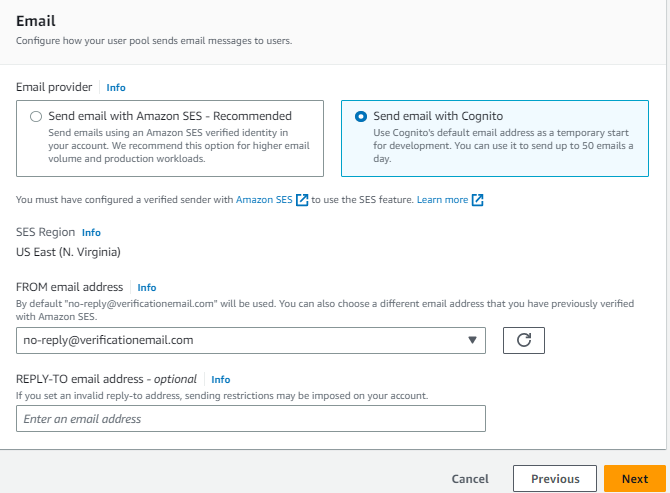 Email
Configure how your user pool sends email messages to users.
Email provider Info
Send email with Amazon SES - Recommended
Send emails using an Amazon SES verified identity in
your account. We recommend this option for higher email
volume and production workloads.
Send email with Cognito
Use Cognito's default email address as a temporary start
for development. You can use it to send up to 50 emails a
day.
You must have configured a verified sender with Amazon SES to use the SES feature. Learn more
SES Region Info
US East (N. Virginia)
FROM email address Info
By default "no-reply@verificationemail.com" will be used. You can also choose a different email address that you have previously verified
with Amazon SES.
no-reply@verificationemail.com
REPLY-TO email address - optional Info
If you set an invalid reply-to address, sending restrictions may be imposed on your account.
Enter an email address
Cancel Previous Next